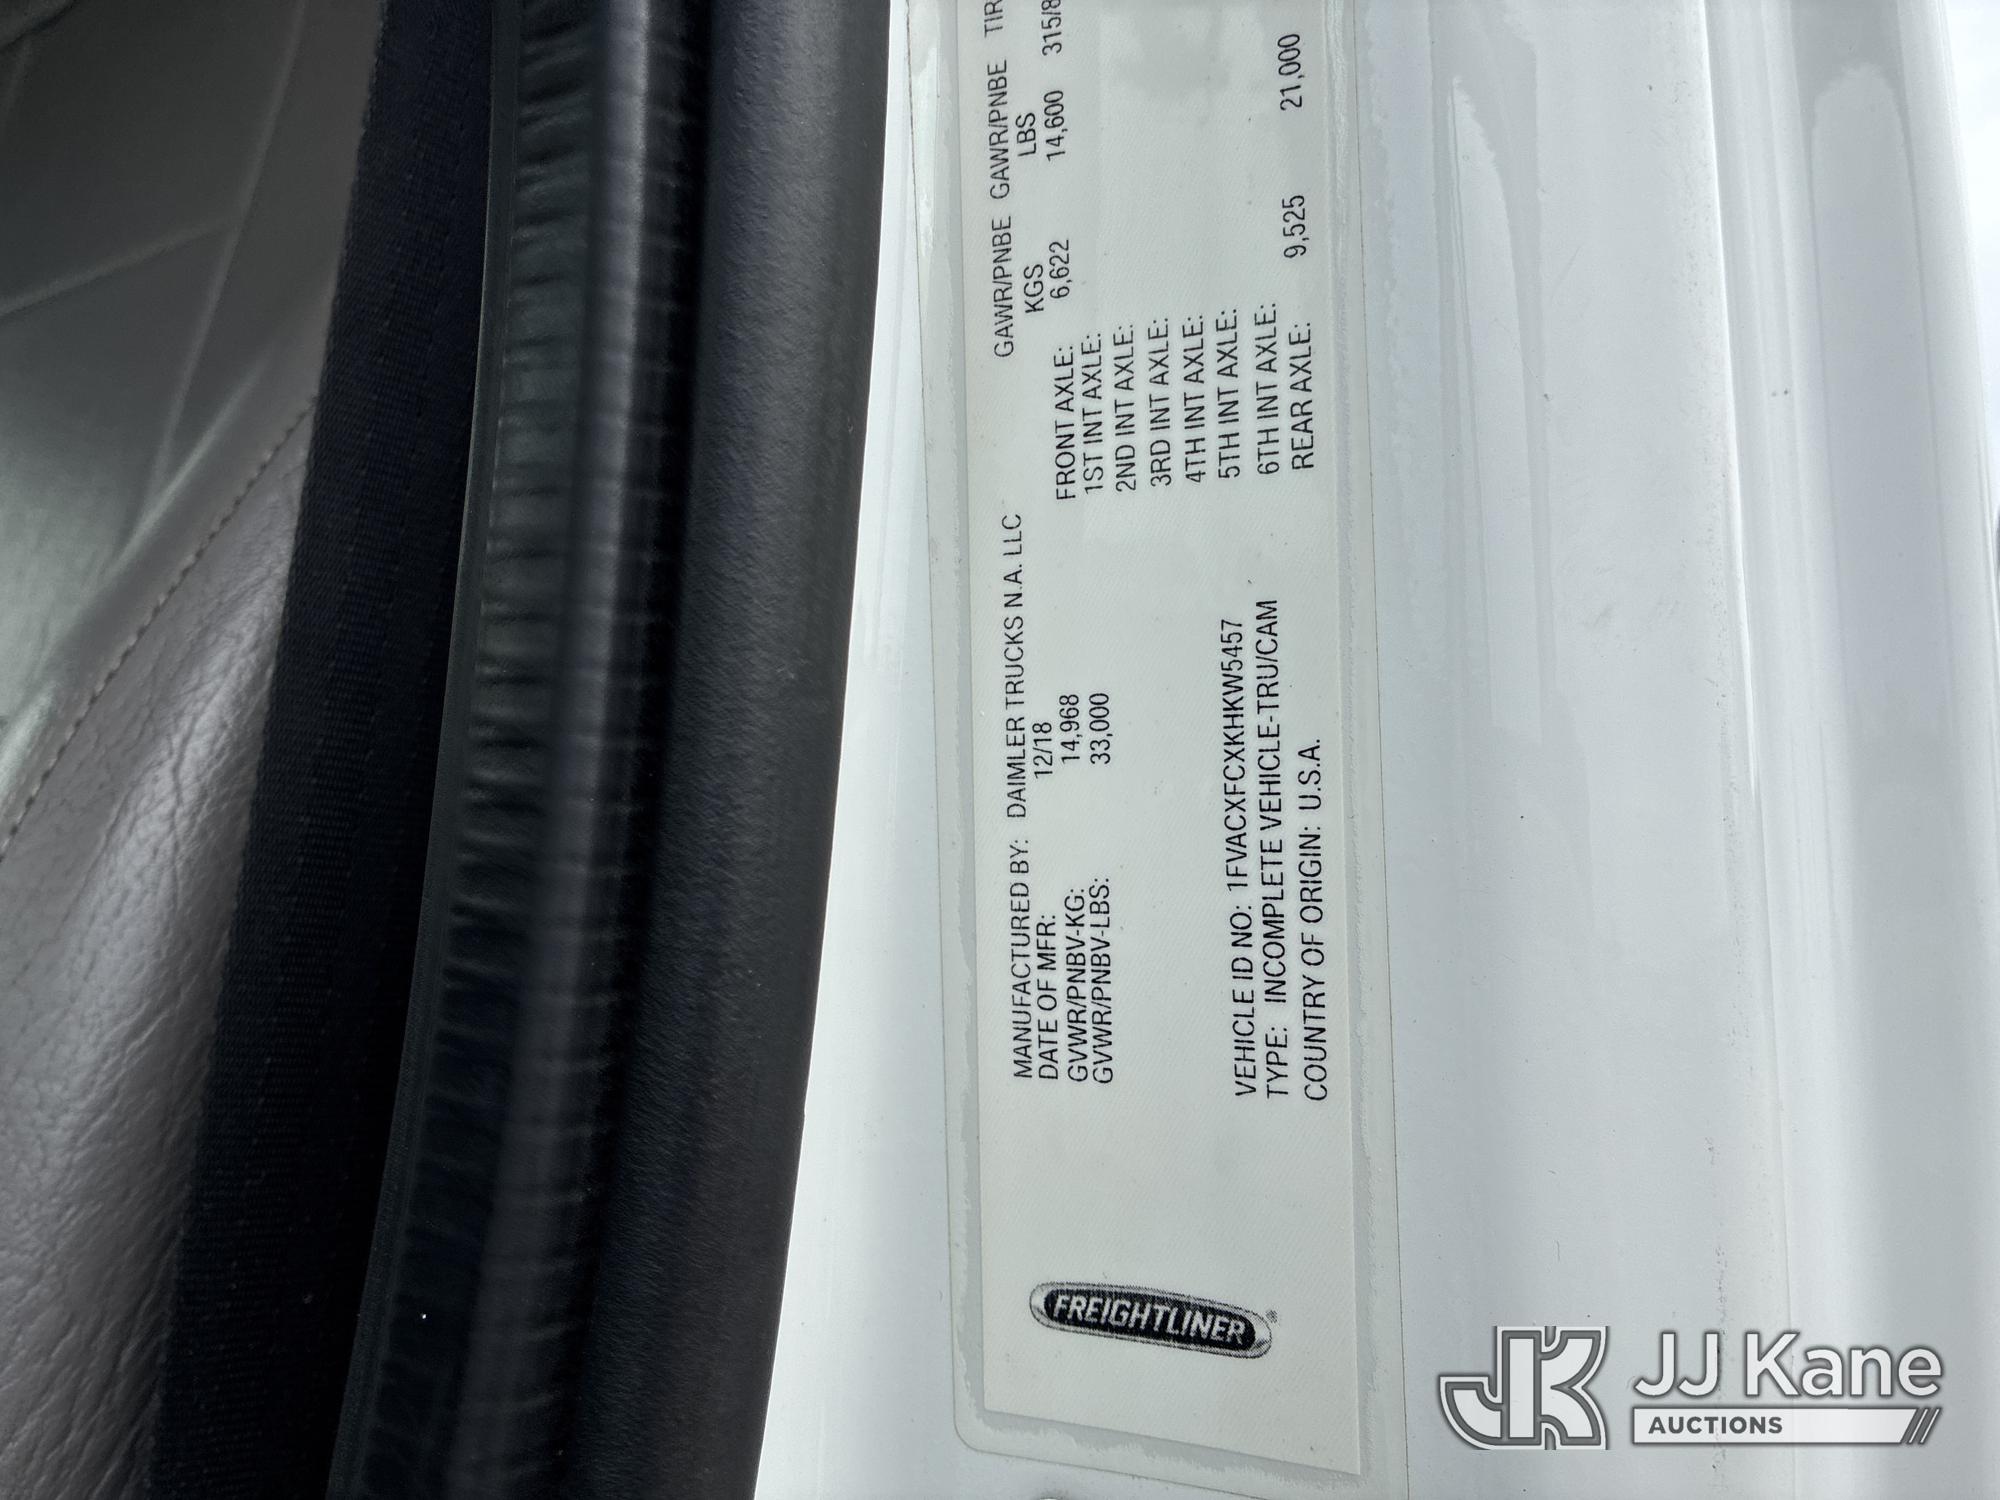 FREIGHTLINER®
MANUFACTURED BY: DAIMLER TRUCKS N.A. LLC
DATE OF MFR: 12/18
GVWR/PNBV-KG: 14,968
GVWR/PNBV-LBS: 33,000
VEHICLE ID NO: 1FVACXFCXKHKW5457
TYPE: INCOMPLETE VEHICLE-TRU/CAM
COUNTRY OF ORIGIN: U.S.A.
GAWR/PNBE GAWR/PNBE TIR
KGS LBS
FRONT AXLE: 6,622 14,600 315/8
1ST INT AXLE:
2ND INT AXLE:
3RD INT AXLE:
4TH INT AXLE:
5TH INT AXLE:
6TH INT AXLE:
REAR AXLE: 9,525 21,000
JK JJ Kane
AUCTIONS